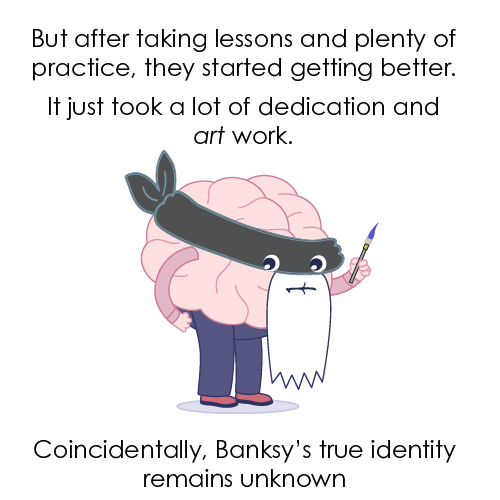 But after taking lessons and plenty of
practice, they started getting better.
It just took a lot of dedication and
art work.
Coincidentally, Banksy’s true identity
remains unknown